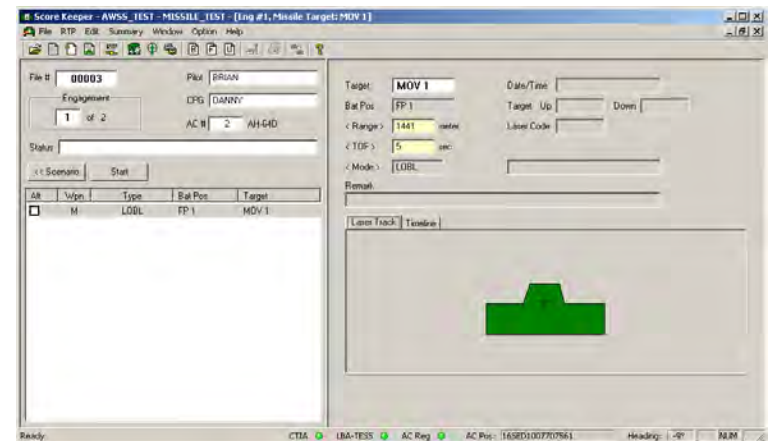 Score Keeper - AWSS_TEST - MISSILE_TEST - [Eng #1, Missile Target: MOV 1]
File RTP Edit Summary Window Option Help
File # 00003
Pilot BRIAN
Engagement
1 of 2
CPG DANNY
AC # 2 AH-64D
Status
<< Scenario Start
Alt Wpn Type Bat Pos Target
M LOBL FP 1 MOV 1
Target MOV 1
Date/Time
Bat Pos FP 1
Target Up Down
< Range > 1441 meter
Laser Code
< TOF > 5 sec
< Mode > LOBL
Remark
Laser Track Timeline
Ready
CTIA LBA-TESS AC Reg AC Pos: Heading: -9° NUM